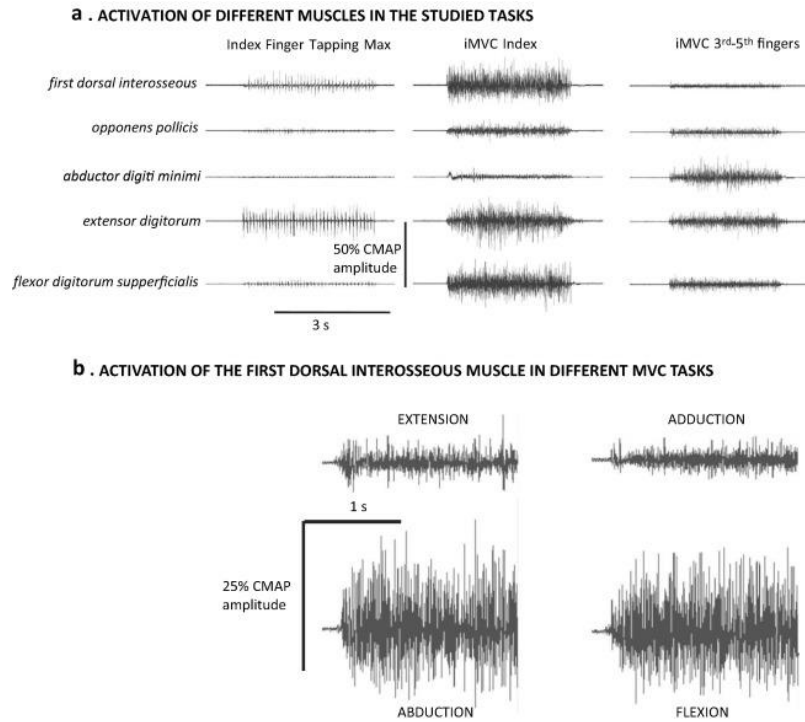 a . ACTIVATION OF DIFFERENT MUSCLES IN THE STUDIED TASKS
Index Finger Tapping Max
iMVC Index
iMVC 3rd-5th fingers
first dorsal interosseous
opponens pollicis
abductor digiti minimi
extensor digitorum
50% CMAP
amplitude
flexor digitorum supperficialis
3 s
b . ACTIVATION OF THE FIRST DORSAL INTEROSSEOUS MUSCLE IN DIFFERENT MVC TASKS
EXTENSION
ADDUCTION
1 s
25% CMAP
amplitude
ABDUCTION
FLEXION